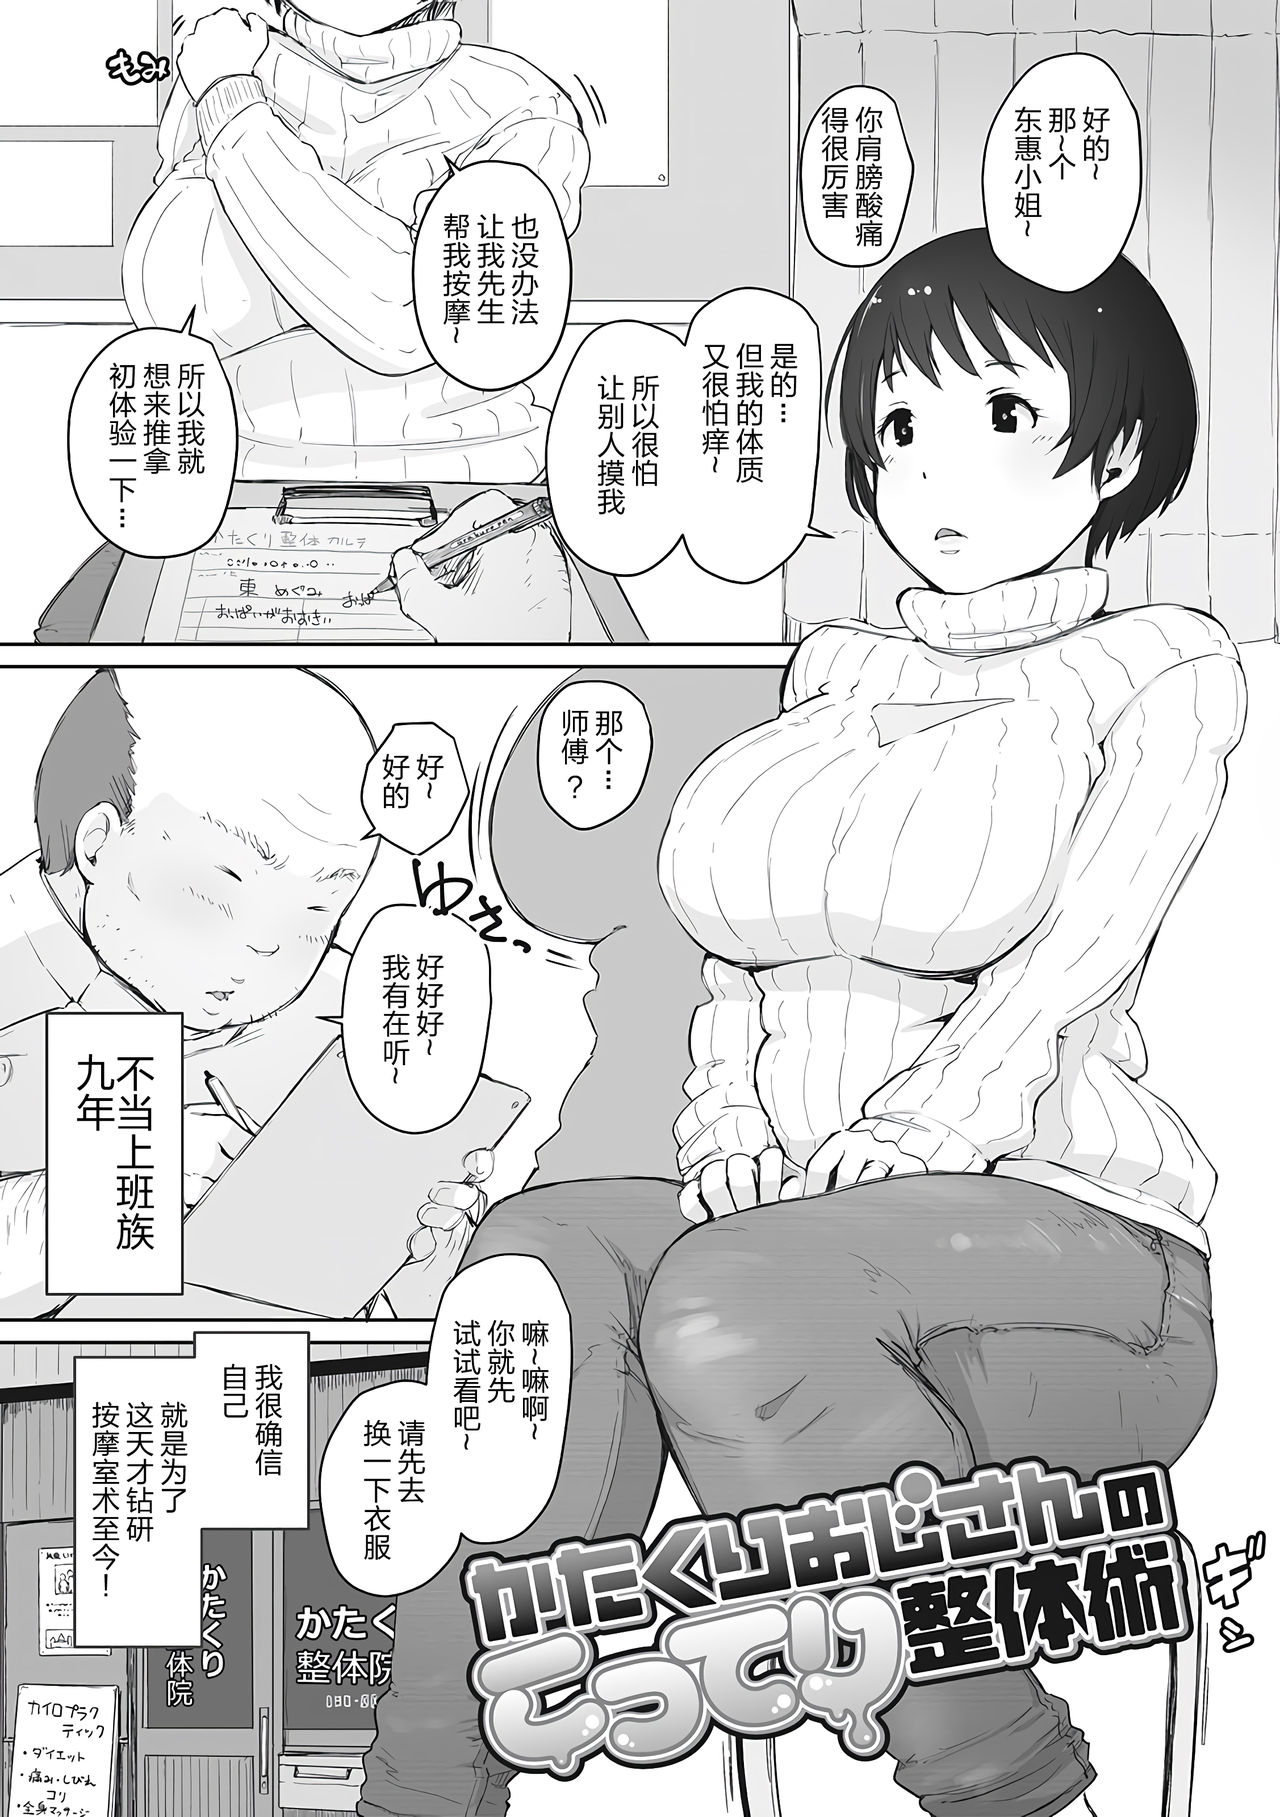 好的~
那~个
东惠小姐~
你肩膀酸痛
得很厉害
是的…
但我的体质
又很怕痒~
所以很怕
让别人摸我
也没办法
让我先生
帮我按摩~
所以我就
想来推拿
初体验一下…
もみ
かたくり整体カルテ
東 めぐみ
おっぱいがおおきい
おっぱ
那个…
师傅？
好~
好的
ゆさっ
好好好~
我有在听~
不当上班族
九年
嘛~嘛啊~
你就先
试试看吧~
请先去
换一下衣服
我很确信
自己
就是为了
这天才钻研
按摩室术至今！
かたくりおじさんの
こってり整体術
ギシ
かたくり
体院
かたく
整体院
カイロプラク
ティック
・ダイエット
・痛み・しびれ
コリ
・全身マッサージ